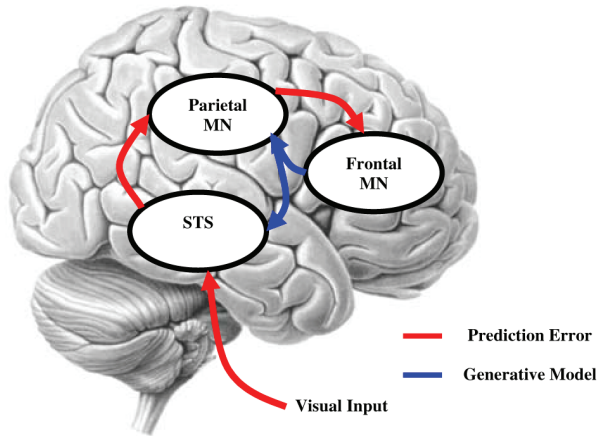 Parietal
MN
Frontal
MN
STS
Prediction Error
Generative Model
Visual Input